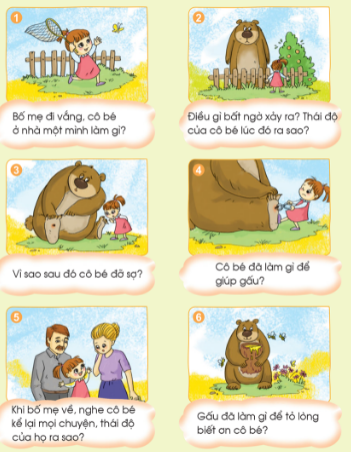 1
Bố mẹ đi vắng, cô bé
ở nhà một mình làm gì?
2
Điều gì bất ngờ xảy ra? Thái độ
của cô bé lúc đó ra sao?
3
Vì sao sau đó cô bé đỡ sợ?
4
Cô bé đã làm gì để
giúp gấu?
5
Khi bố mẹ về, nghe cô bé
kể lại mọi chuyện, thái độ
của họ ra sao?
6
Gấu đã làm gì để tỏ lòng
biết ơn cô bé?